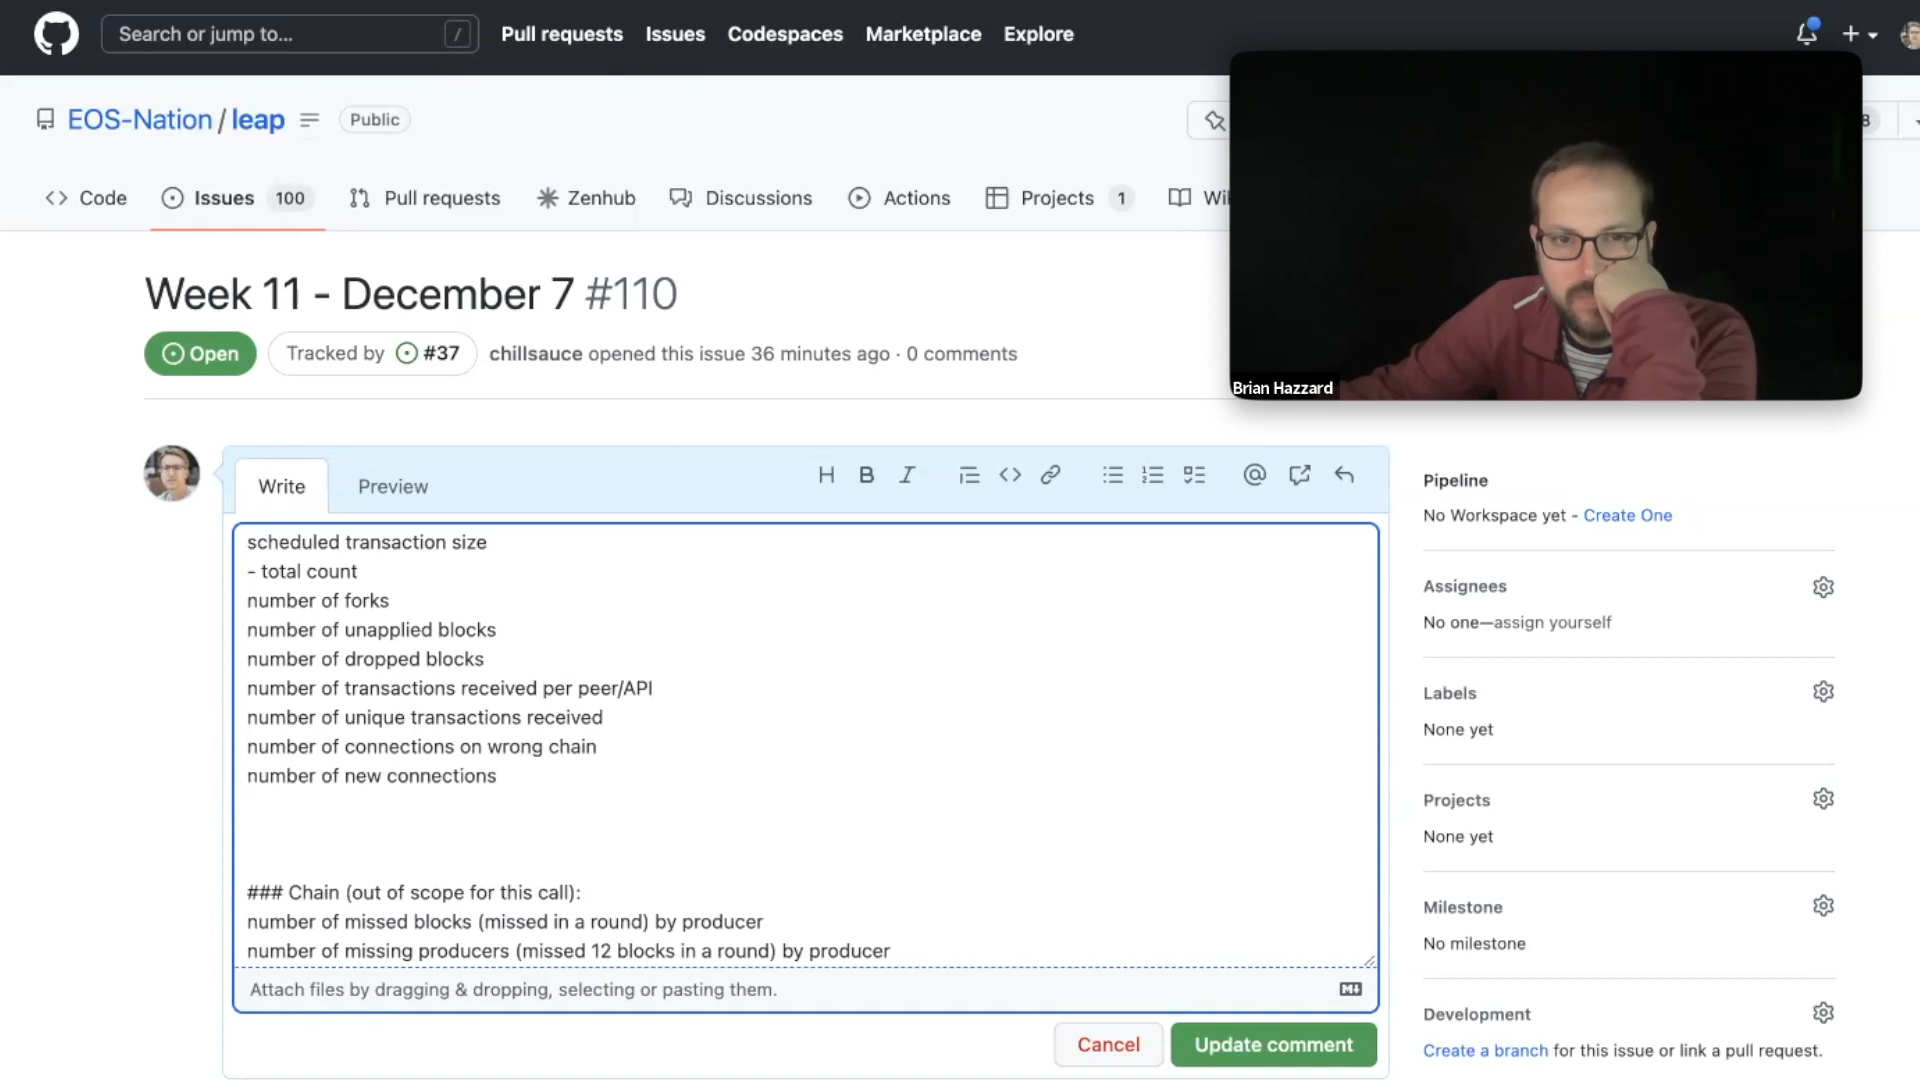 Search or jump to... /
Pull requests Issues Codespaces Marketplace Explore
EOS-Nation / leap Public
8
Code Issues 100 Pull requests Zenhub Discussions Actions Projects 1
Brian Hazzard
Week 11 - December 7 #110
Open Tracked by #37 chillsauce opened this issue 36 minutes ago · 0 comments
Write Preview H B I
scheduled transaction size
- total count
number of forks
number of unapplied blocks
number of dropped blocks
number of transactions received per peer/API
number of unique transactions received
number of connections on wrong chain
number of new connections
### Chain (out of scope for this call):
number of missed blocks (missed in a round) by producer
number of missing producers (missed 12 blocks in a round) by producer
Attach files by dragging & dropping, selecting or pasting them.
Cancel Update comment
Pipeline
No Workspace yet - Create One
Assignees
No one—assign yourself
Labels
None yet
Projects
None yet
Milestone
No milestone
Development
Create a branch for this issue or link a pull request.